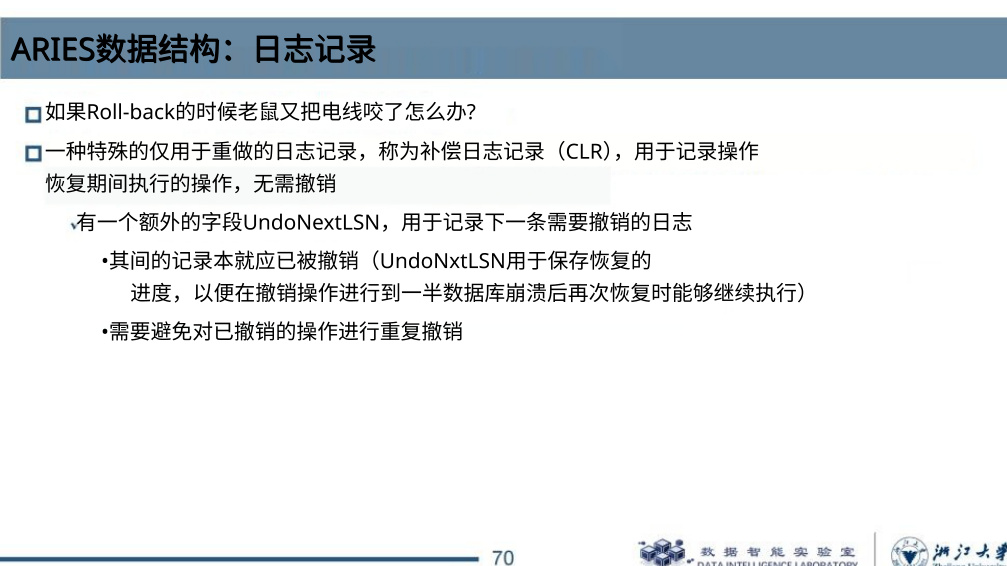 ARIES数据结构：日志记录
如果Roll-back的时候老鼠又把电线咬了怎么办?
一种特殊的仅用于重做的日志记录，称为补偿日志记录（CLR），用于记录操作
恢复期间执行的操作，无需撤销
有一个额外的字段UndoNextLSN，用于记录下一条需要撤销的日志
•其间的记录本就应已被撤销（UndoNxtLSN用于保存恢复的
进度，以便在撤销操作进行到一半数据库崩溃后再次恢复时能够继续执行）
•需要避免对已撤销的操作进行重复撤销
70
数据智能实验室
DATA INTELLIGENCE LABORATORY
浙江大学